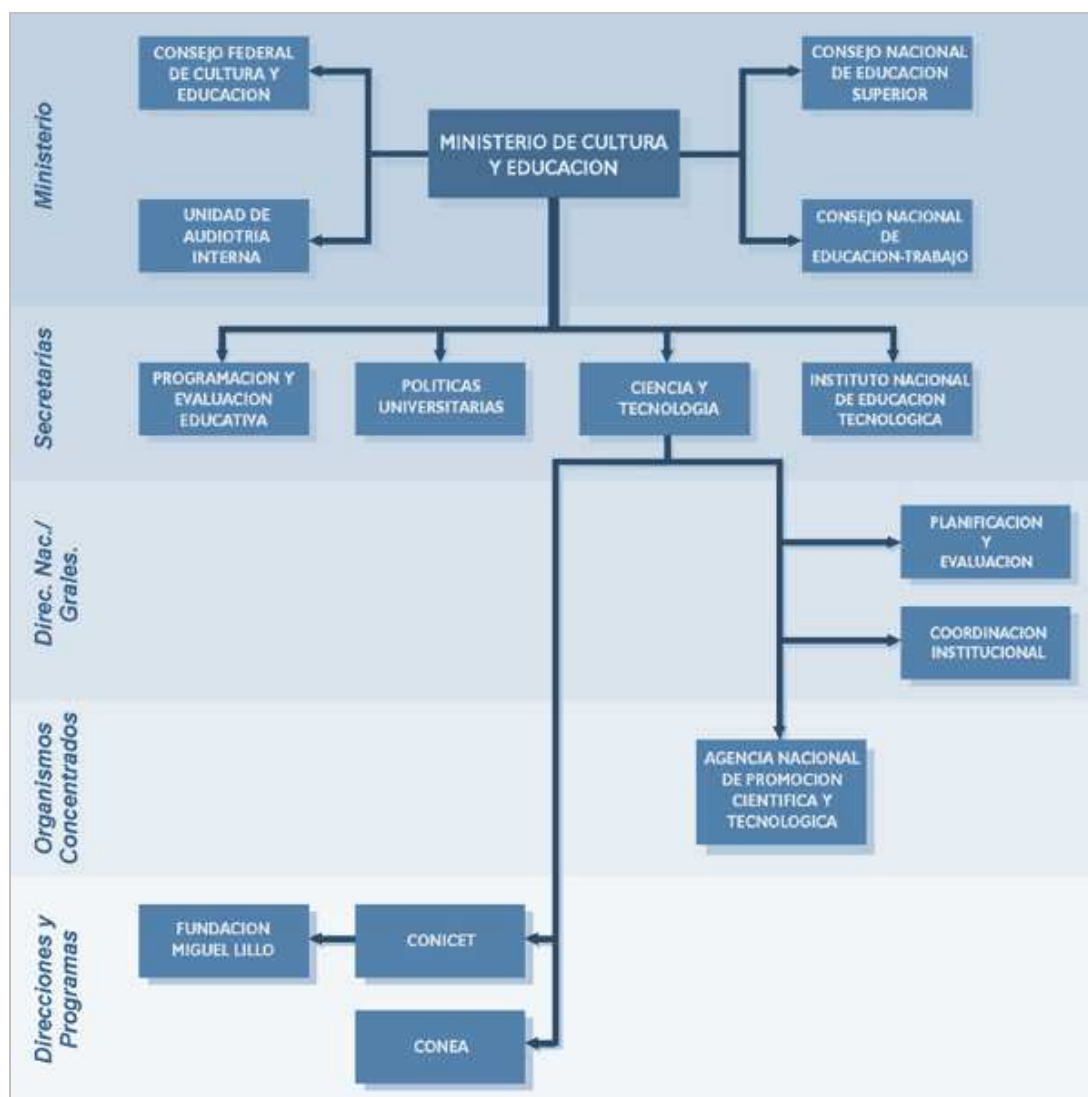 Ministerio
CONSEJO FEDERAL
DE CULTURA Y
EDUCACION
CONSEJO NACIONAL
DE EDUCACION
SUPERIOR
MINISTERIO DE CULTURA
Y EDUCACION
UNIDAD DE
AUDIOTRIA
INTERNA
CONSEJO NACIONAL
DE
EDUCACION-TRABAJO
Secretarías
PROGRAMACION Y
EVALUACION
EDUCATIVA
POLITICAS
UNIVERSITARIAS
CIENCIA Y
TECNOLOGIA
INSTITUTO NACIONAL
DE EDUCACION
TECNOLOGICA
Direc. Nac./
Grales.
PLANIFICACION
Y
EVALUACION
COORDINACION
INSTITUCIONAL
Organismos
Concentrados
AGENCIA NACIONAL
DE PROMOCION
CIENTIFICA Y
TECNOLOGICA
Direcciones y
Programas
FUNDACION
MIGUEL LILLO
CONICET
CONEA